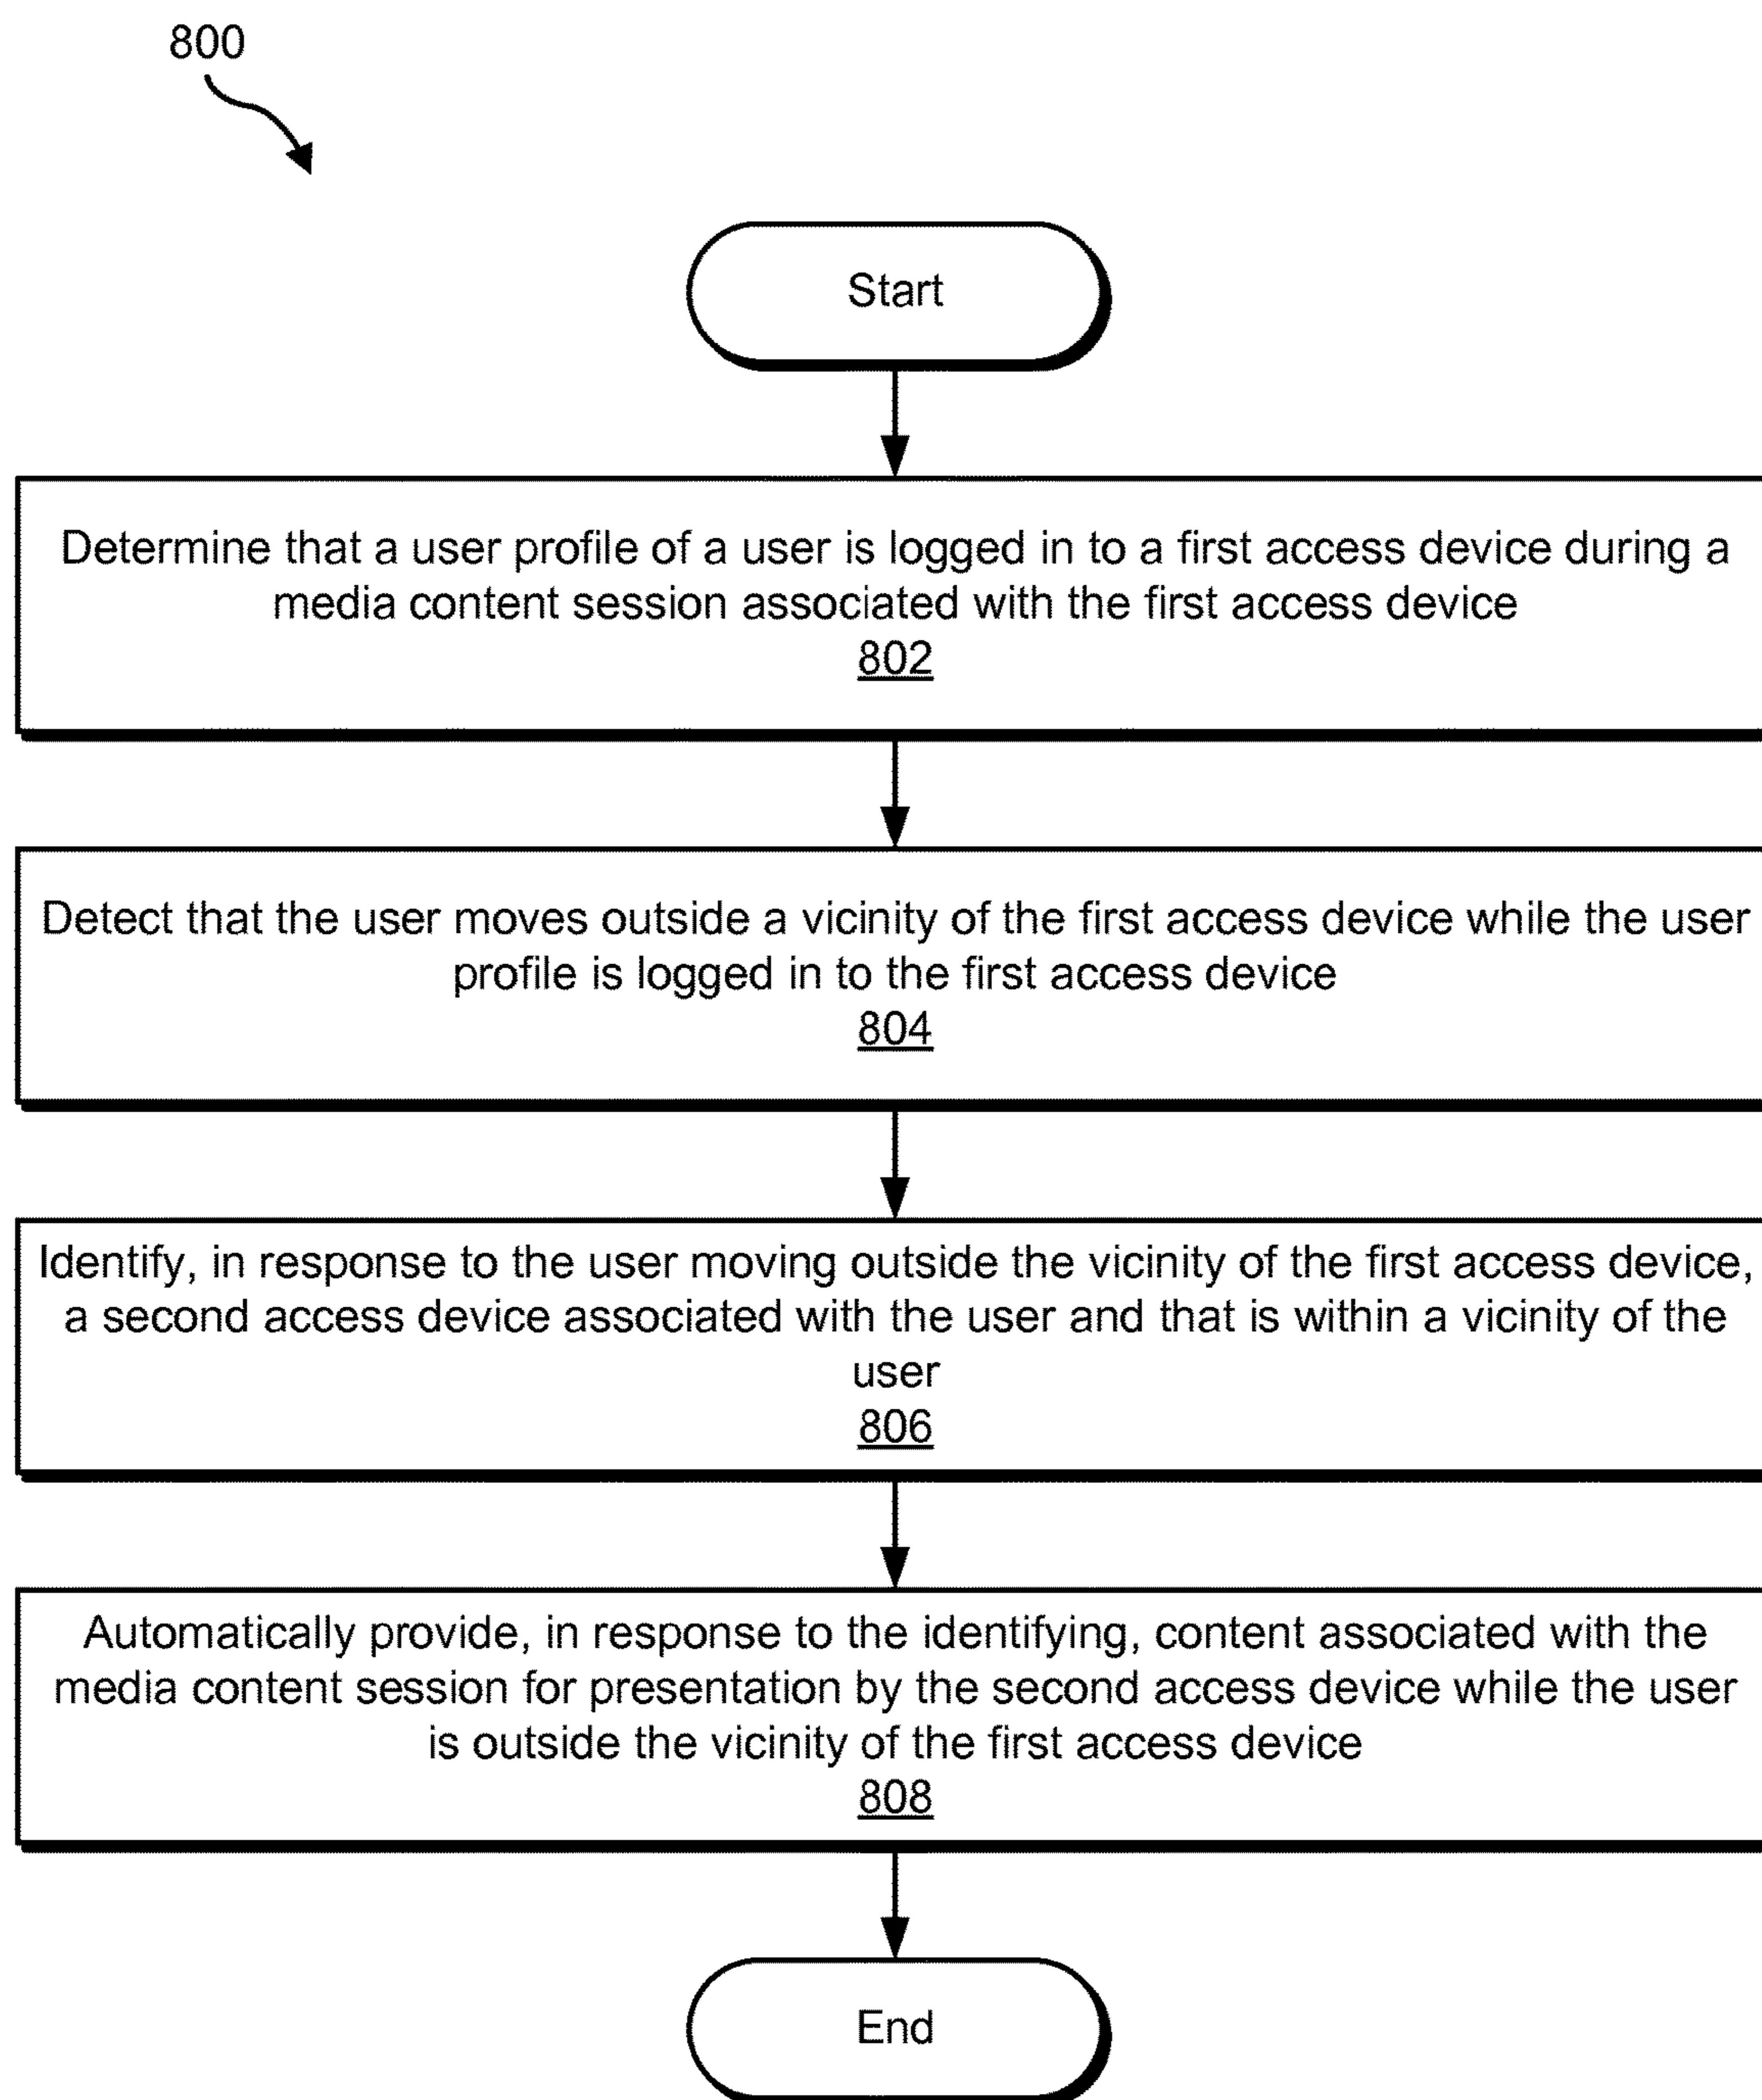 800
Start
Determine that a user profile of a user is logged in to a first access device during a
media content session associated with the first access device
802
Detect that the user moves outside a vicinity of the first access device while the user
profile is logged in to the first access device
804
Identify, in response to the user moving outside the vicinity of the first access device,
a second access device associated with the user and that is within a vicinity of the
user
806
Automatically provide, in response to the identifying, content associated with the
media content session for presentation by the second access device while the user
is outside the vicinity of the first access device
808
End